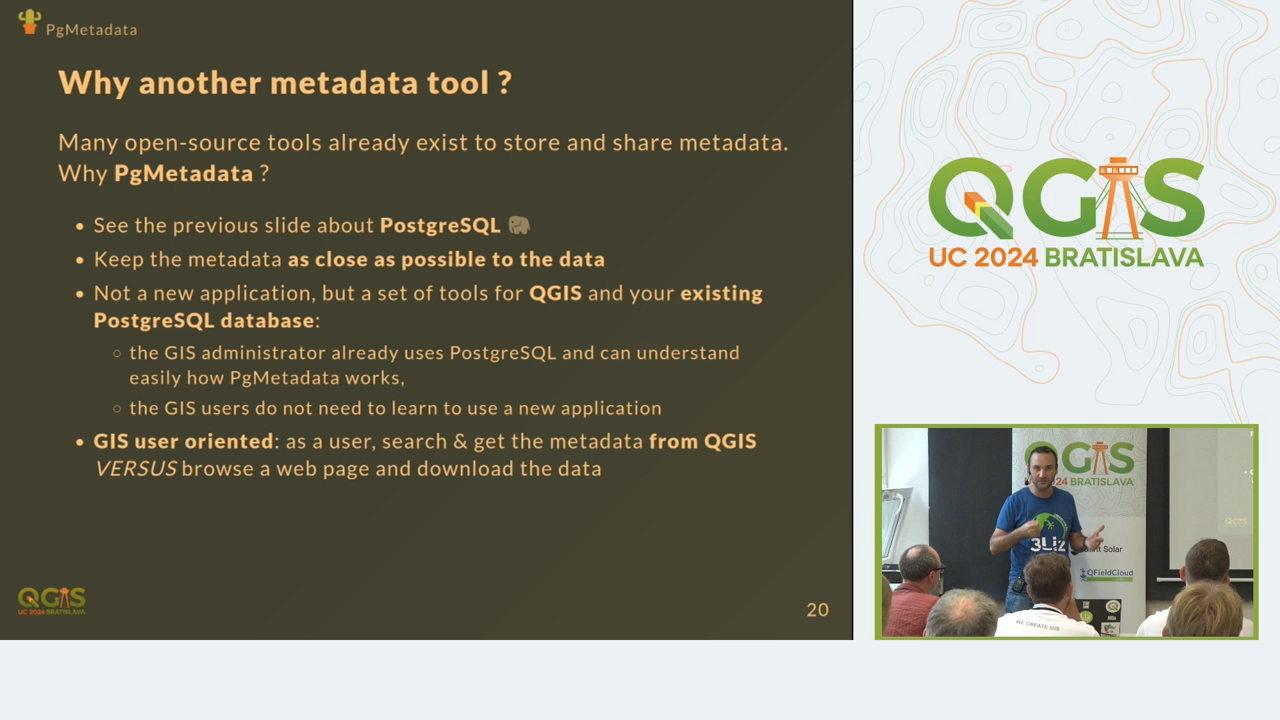 PgMetadata
Why another metadata tool ?
Many open-source tools already exist to store and share metadata.
Why PgMetadata ?
• See the previous slide about PostgreSQL 🐘
• Keep the metadata as close as possible to the data
• Not a new application, but a set of tools for QGIS and your existing
PostgreSQL database:
○ the GIS administrator already uses PostgreSQL and can understand
easily how PgMetadata works,
○ the GIS users do not need to learn to use a new application
• GIS user oriented: as a user, search & get the metadata from QGIS
VERSUS browse a web page and download the data
QGIS
UC 2024 BRATISLAVA
20
QGIS
UC 2024 BRATISLAVA
GIS
24 BRATISLAVA
3Liz
Solar
QFieldCloud
WE CREATE GIS
QGIS